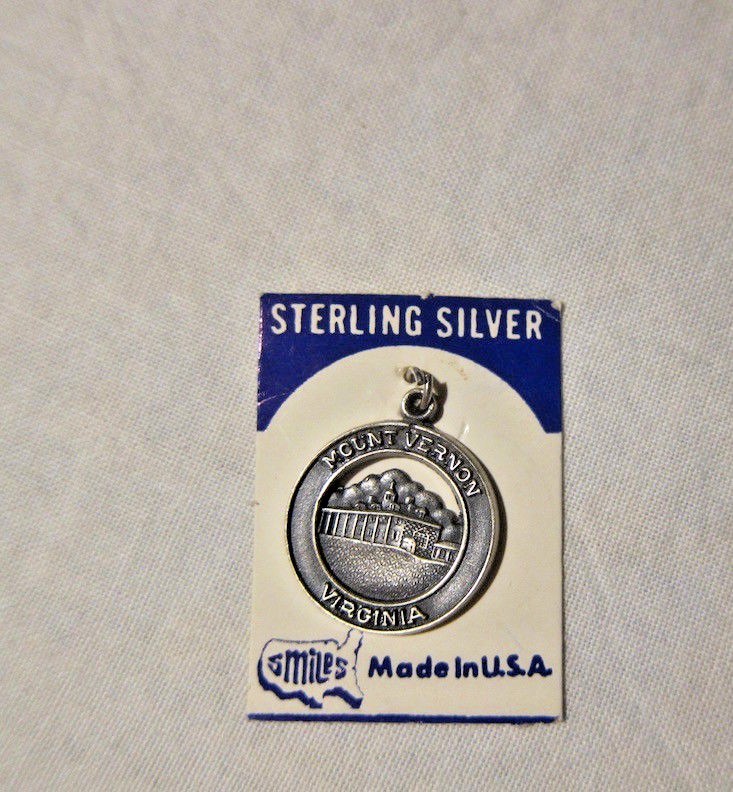 STERLING SILVER
MOUNT VERNON
VIRGINIA
smiles
Made In U.S.A.